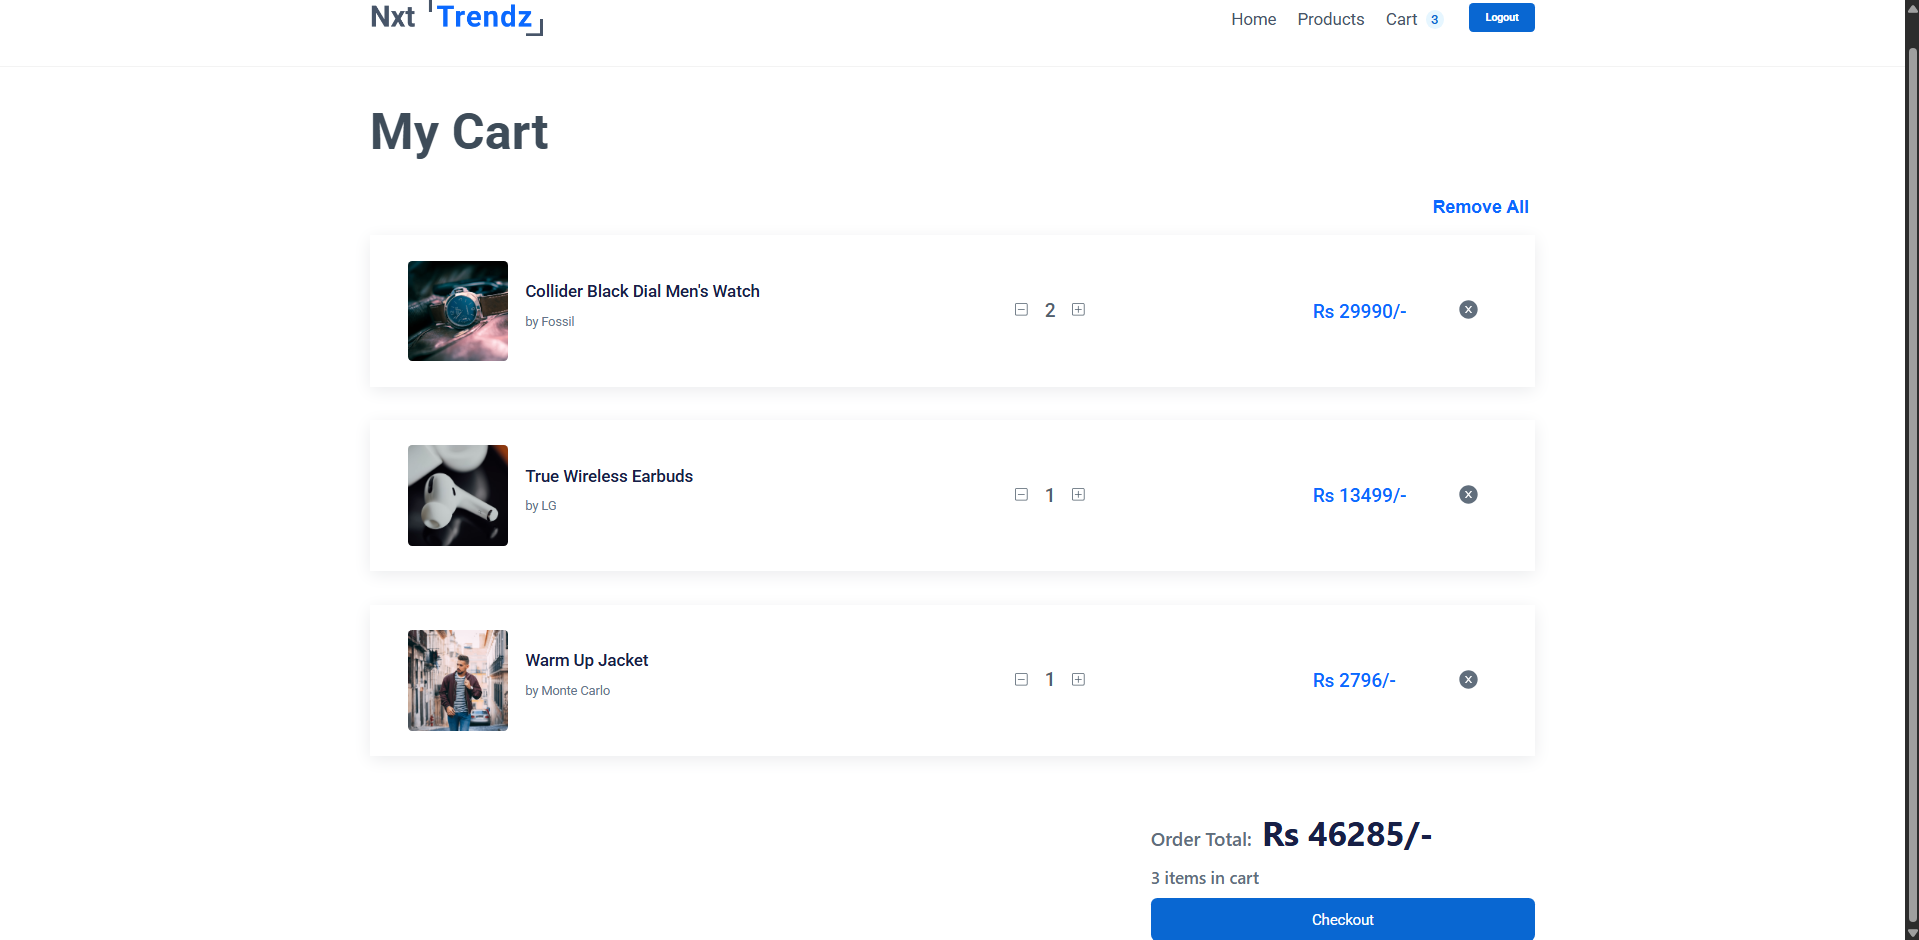 Nxt Trendz
Home Products Cart 3 Logout
My Cart
Remove All
Collider Black Dial Men's Watch
by Fossil
2
Rs 29990/-
True Wireless Earbuds
by LG
1
Rs 13499/-
Warm Up Jacket
by Monte Carlo
1
Rs 2796/-
Order Total: Rs 46285/-
3 items in cart
Checkout